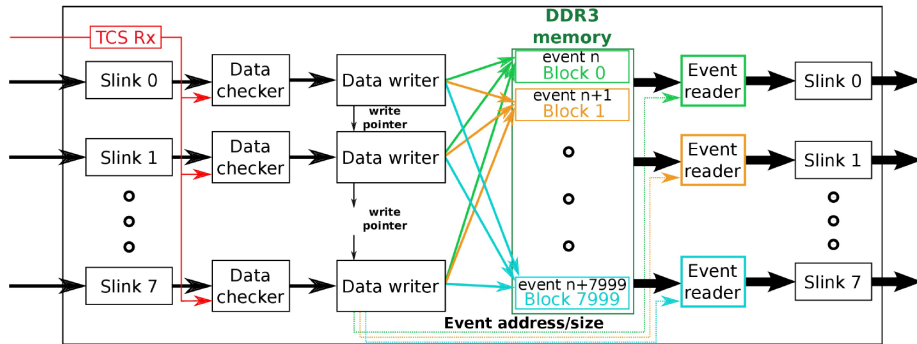 DDR3
memory
TCS Rx
Slink 0
Data
checker
Data writer
event n
Block 0
Event
reader
Slink 0
write
pointer
event n+1
Block 1
Slink 1
Data
checker
Data writer
Event
reader
Slink 1
write
pointer
Slink 7
Data
checker
Data writer
event n+7999
Block 7999
Event
reader
Slink 7
Event address/size